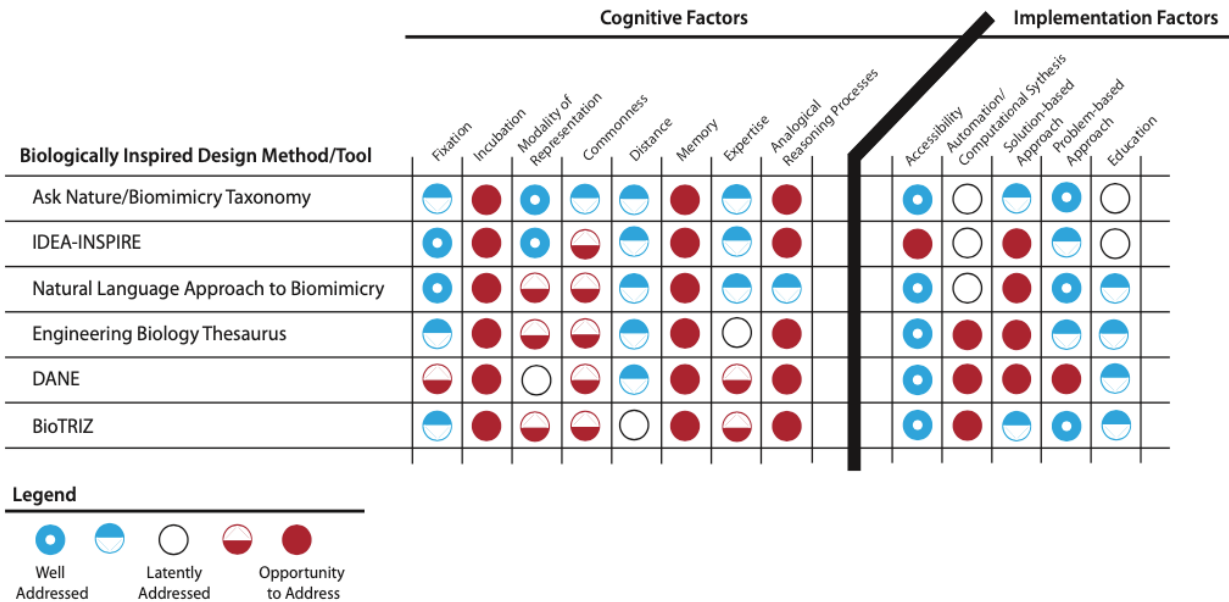 Cognitive Factors
Implementation Factors
Fixation
Incubation
Modality of
Representation
Commonness
Distance
Memory
Expertise
Analogical
Reasoning Processes
Accessibility
Automation/
Computational Sythesis
Solution-based
Approach
Problem-based
Approach
Education
Biologically Inspired Design Method/Tool
Ask Nature/Biomimicry Taxonomy
IDEA-INSPIRE
Natural Language Approach to Biomimicry
Engineering Biology Thesaurus
DANE
BioTRIZ
Legend
Well
Addressed
Latently
Addressed
Opportunity
to Address